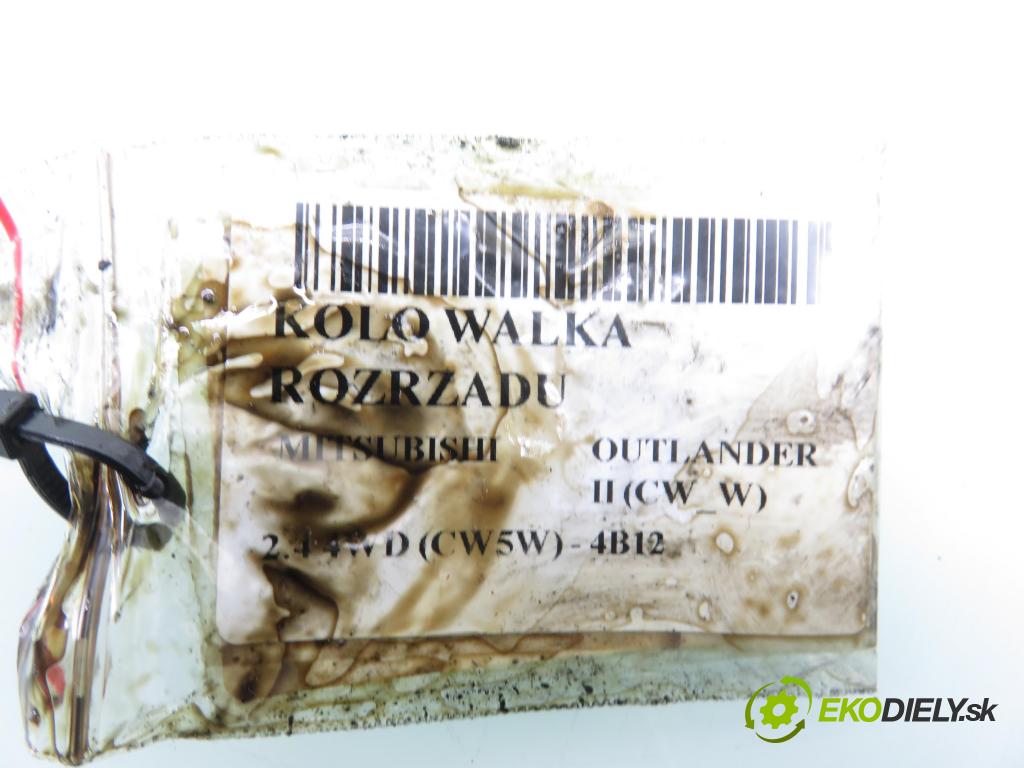 KOLO WALKA
ROZRZADU
MITSUBISHI OUTLANDER
II (CW_W)
2.4 4WD (CW5W) - 4B12
EKODIELY.sk